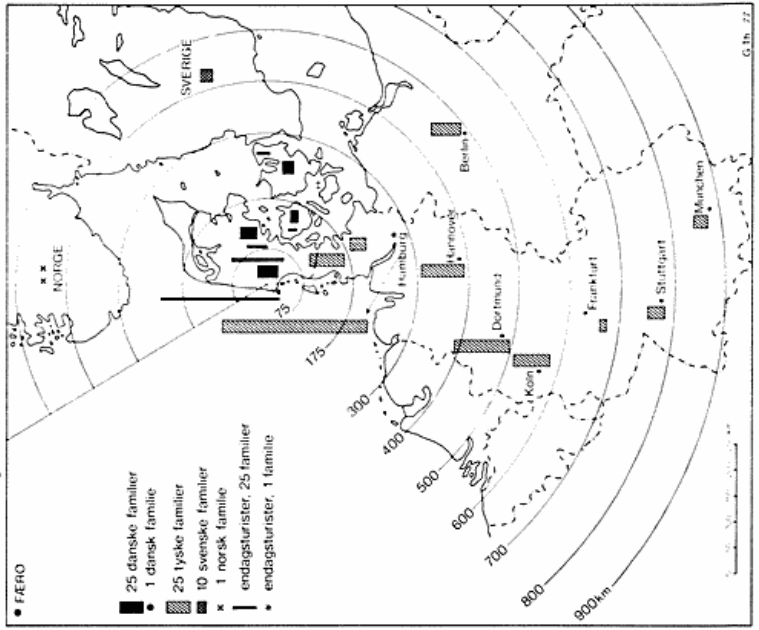 FÆRO
25 danske familier
1 dansk familie
25 tyske familier
10 svenske familier
1 norsk familie
endagsturister, 25 familier
endagsturister, 1 familie
NORGE
SVERIGE
75
175
300
400
500
600
700
800
900km
Hamburg
Hannover
Berlin
Dortmund
Köln
Frankfurt
Stuttgart
München